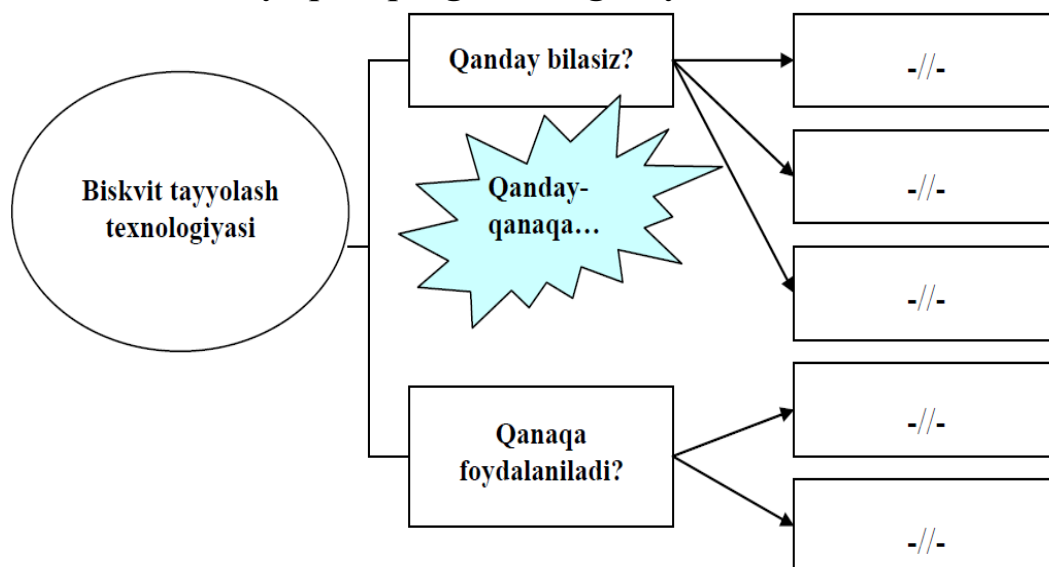 Qanday bilasiz?
-//-
-//-
Biskvit tayyolash
texnologiyasi
Qanday-
qanaqa...
-//-
Qanaqa
foydalaniladi?
-//-
-//-